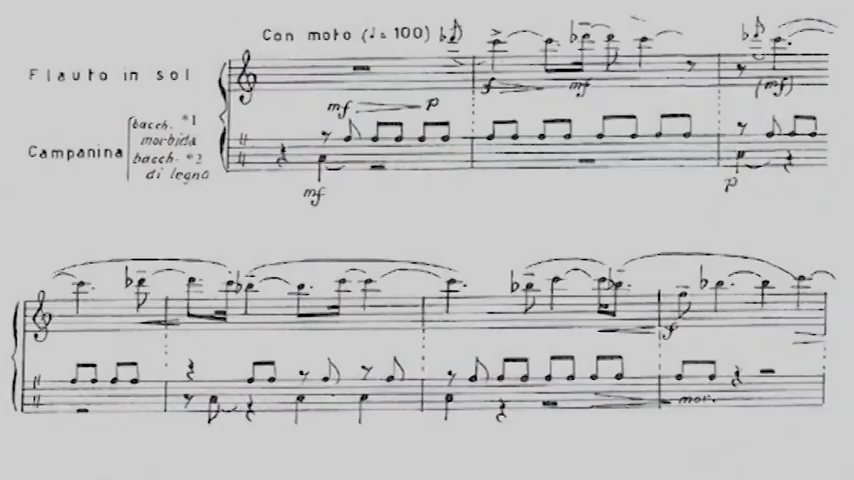 Con moto (♩= 100)
Flauto in sol
f mf (mf)
mf p
bacch. *1
morbida
Campanina
bacch. *2
di legno
mf p
f
mor.